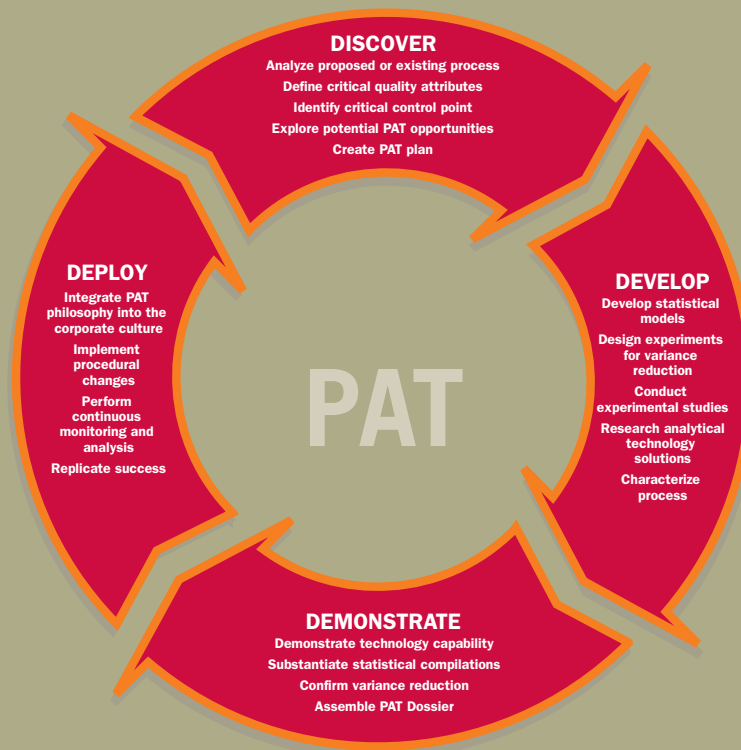 DISCOVER
Analyze proposed or existing process
Define critical quality attributes
Identify critical control point
Explore potential PAT opportunities
Create PAT plan
DEVELOP
Develop statistical
models
Design experiments
for variance
reduction
Conduct
experimental studies
Research analytical
technology
solutions
Characterize
process
DEMONSTRATE
Demonstrate technology capability
Substantiate statistical compilations
Confirm variance reduction
Assemble PAT Dossier
DEPLOY
Integrate PAT
philosophy into the
corporate culture
Implement
procedural
changes
Perform
continuous
monitoring and
analysis
Replicate success
PAT